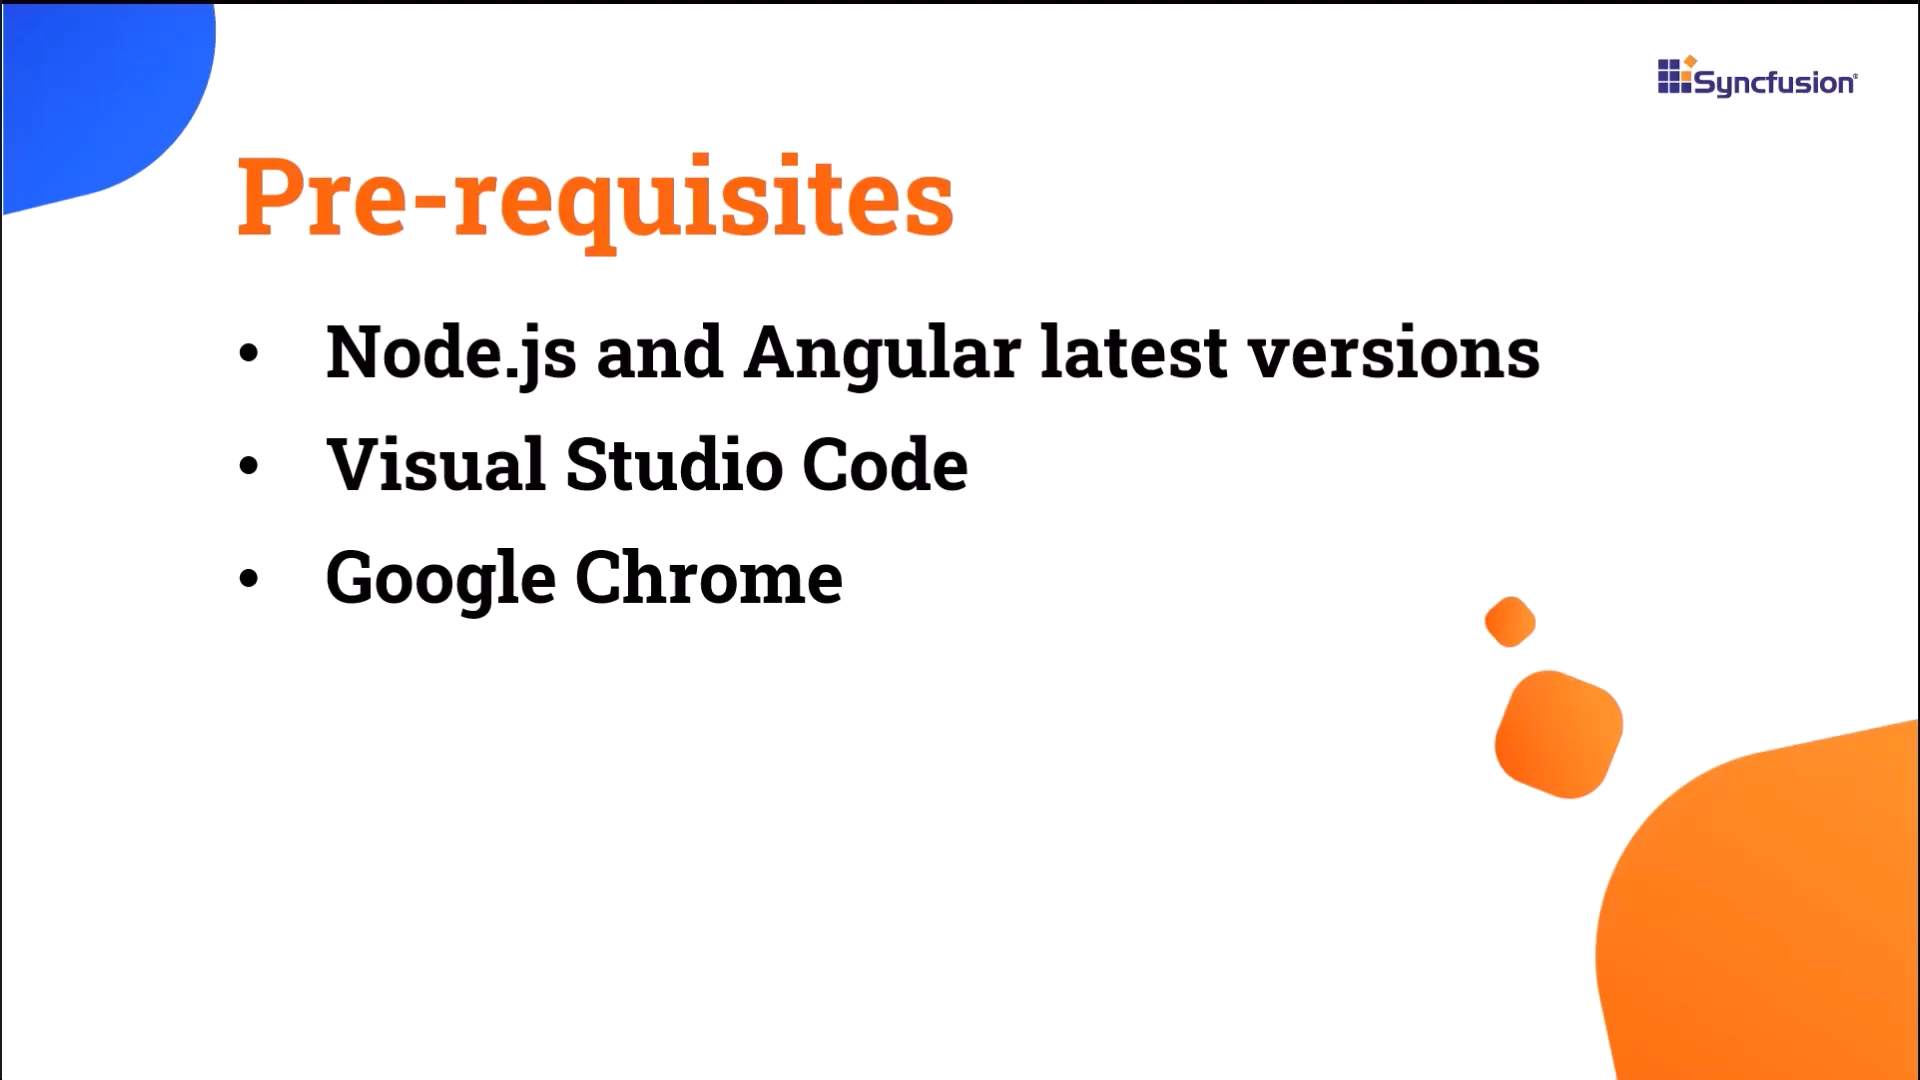 Syncfusion®
Pre-requisites
• Node.js and Angular latest versions
• Visual Studio Code
• Google Chrome